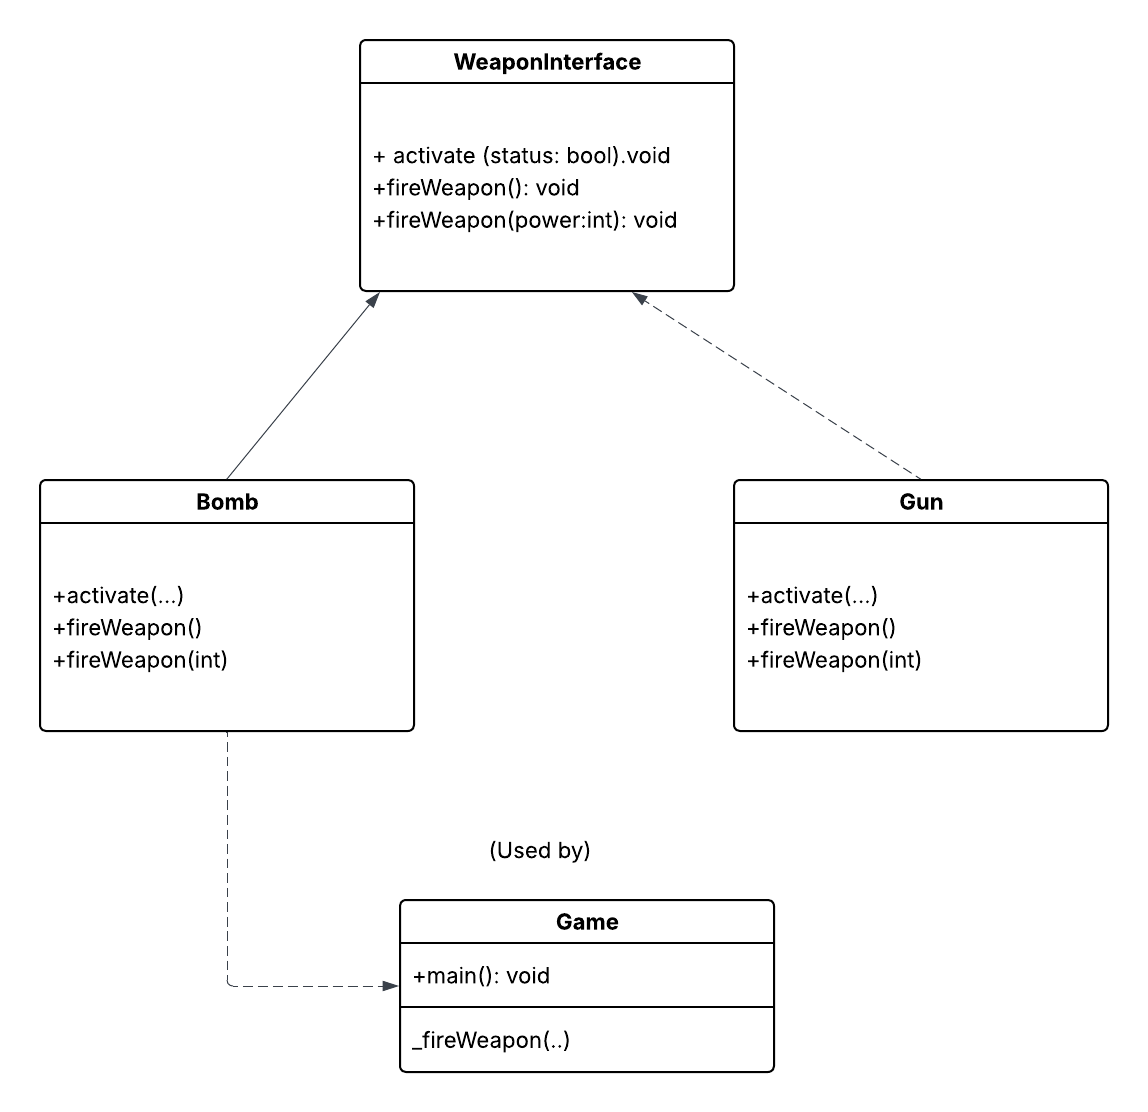 WeaponInterface
+ activate (status: bool).void
+fireWeapon(): void
+fireWeapon(power:int): void
Bomb
+activate(...)
+fireWeapon()
+fireWeapon(int)
Gun
+activate(...)
+fireWeapon()
+fireWeapon(int)
(Used by)
Game
+main(): void
_fireWeapon(..)